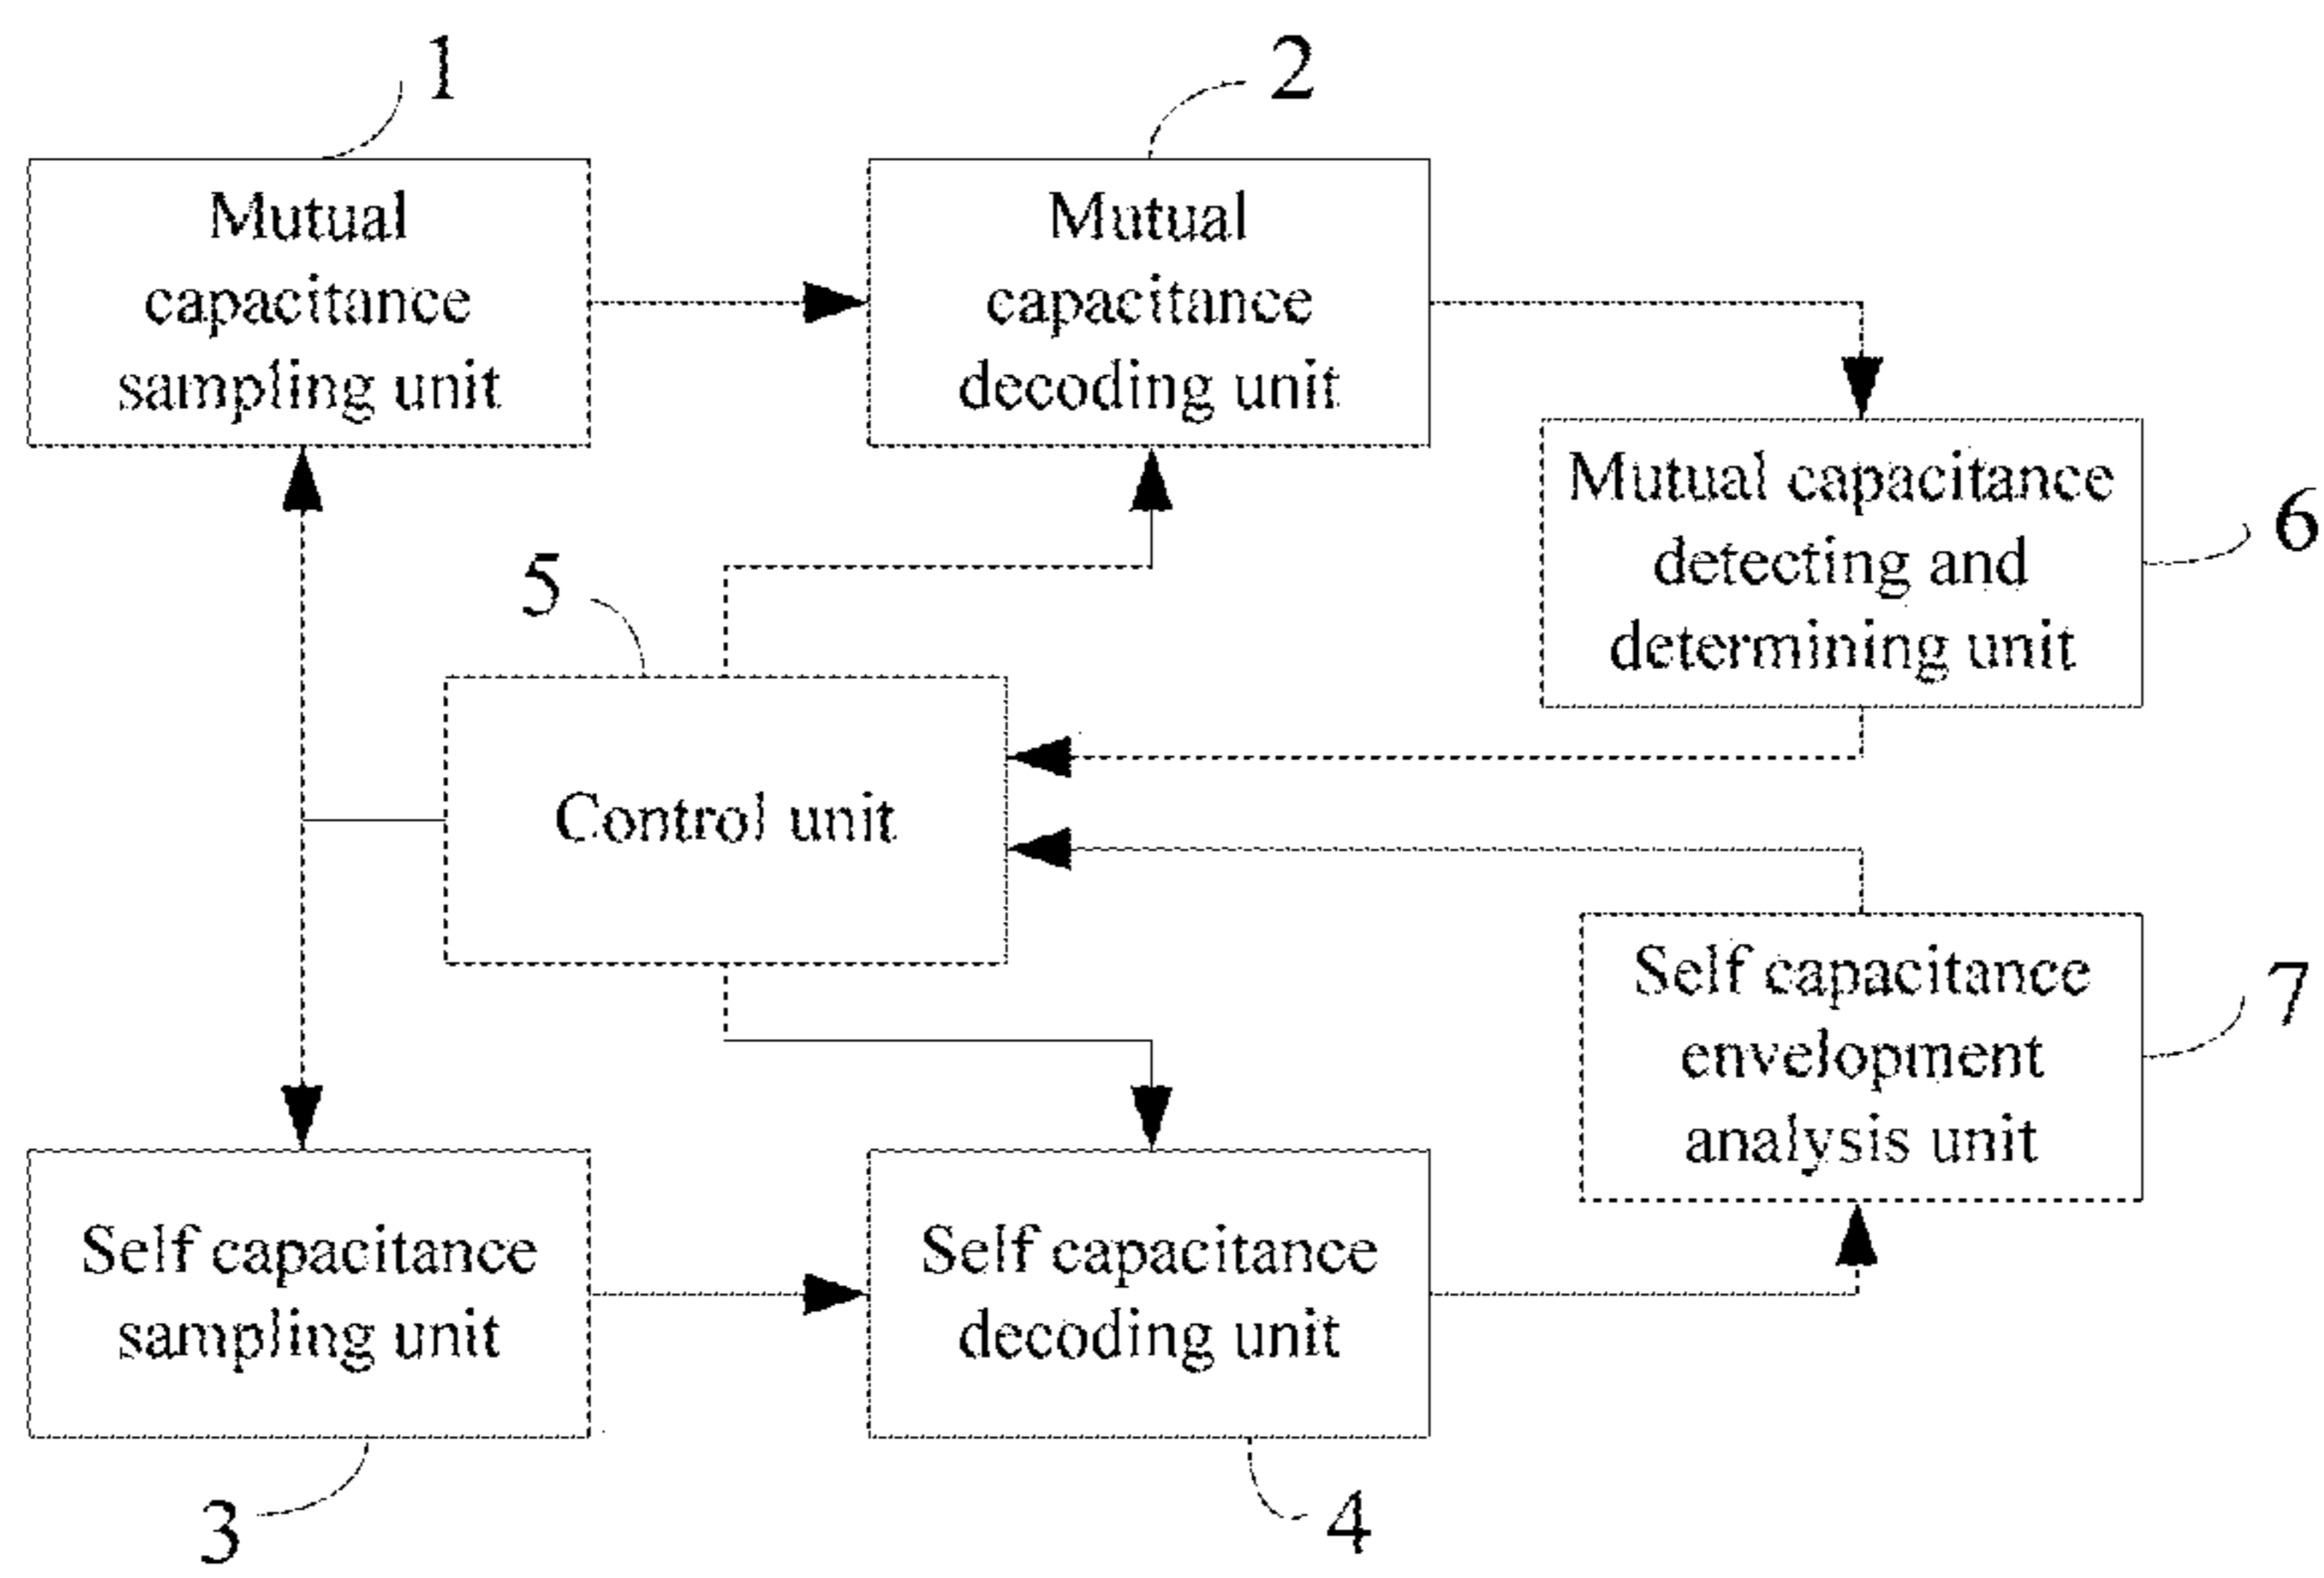 1
2
Mutual
capacitance
sampling unit
Mutual
capacitance
decoding unit
Mutual capacitance
detecting and
determining unit
6
5
Control unit
Self capacitance
envelopment
analysis unit
7
Self capacitance
sampling unit
Self capacitance
decoding unit
3
4